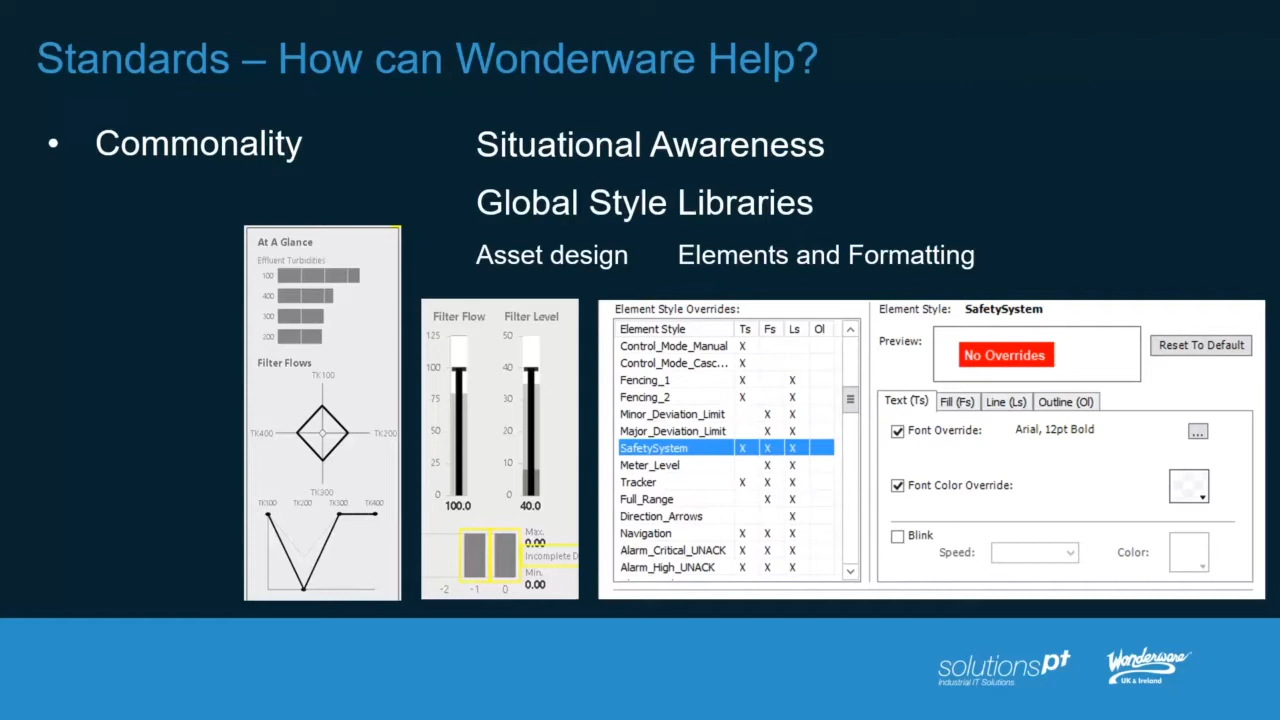 Standards – How can Wonderware Help?
• Commonality
Situational Awareness
Global Style Libraries
Asset design
Elements and Formatting
At A Glance
Effluent Turbidities
100
400
300
200
Filter Flows
TK100
TK400
TK200
TK300
TK100 TK200 TK300 TK400
Filter Flow
125
100
75
50
25
0
100.0
Filter Level
50
40
30
20
10
0
40.0
Max.
0.00
Incomplete D
Min.
0.00
-2 -1 0
Element Style Overrides:
Element Style Ts Fs Ls Ol
Control_Mode_Manual X
Control_Mode_Casc... X
Fencing_1 X X
Fencing_2 X X
Minor_Deviation_Limit X X
Major_Deviation_Limit X X
SafetySystem X X X
Meter_Level X X
Tracker X X X
Full_Range X X
Direction_Arrows X
Navigation X X X
Alarm_Critical_UNACK X X X
Alarm_High_UNACK X X X
Element Style: SafetySystem
Preview:
No Overrides
Reset To Default
Text (Ts) Fill (Fs) Line (Ls) Outline (Ol)
Font Override: Arial, 12pt Bold ...
Font Color Override:
Blink
Speed: Color:
solutionspt
Industrial IT Solutions
Wonderware
UK & Ireland